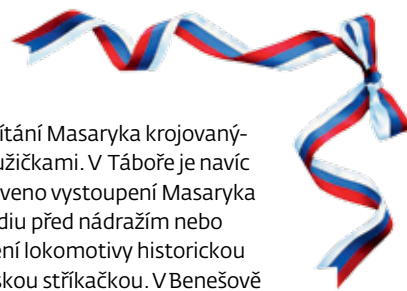 ítání Masaryka krojovaný-
užičkami. V Táboře je navíc
veno vystoupení Masaryka
diu před nádražím nebo
ení lokomotivy historickou
skou stříkačkou. V Benešově